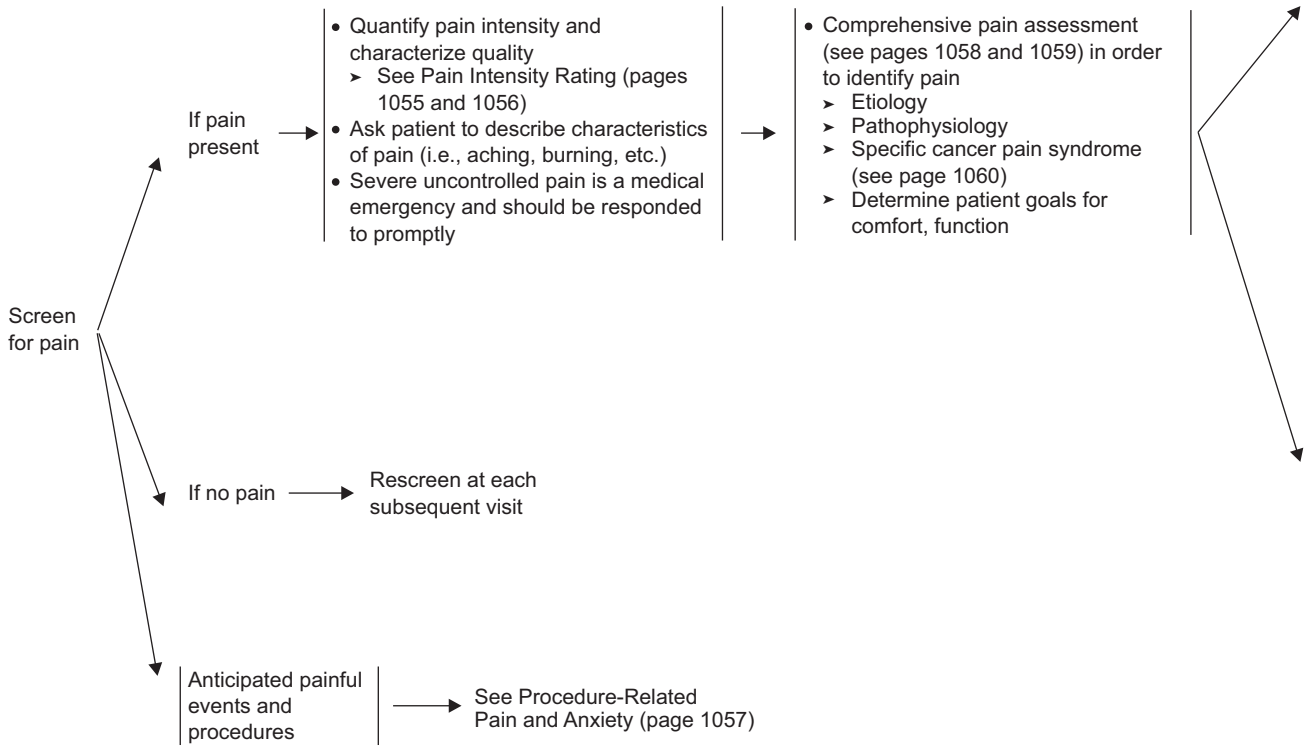 Screen
for pain
If pain
present
• Quantify pain intensity and
characterize quality
➤ See Pain Intensity Rating (pages
1055 and 1056)
• Ask patient to describe characteristics
of pain (i.e., aching, burning, etc.)
• Severe uncontrolled pain is a medical
emergency and should be responded
to promptly
• Comprehensive pain assessment
(see pages 1058 and 1059) in order
to identify pain
➤ Etiology
➤ Pathophysiology
➤ Specific cancer pain syndrome
(see page 1060)
➤ Determine patient goals for
comfort, function
If no pain
Rescreen at each
subsequent visit
Anticipated painful
events and
procedures
See Procedure-Related
Pain and Anxiety (page 1057)